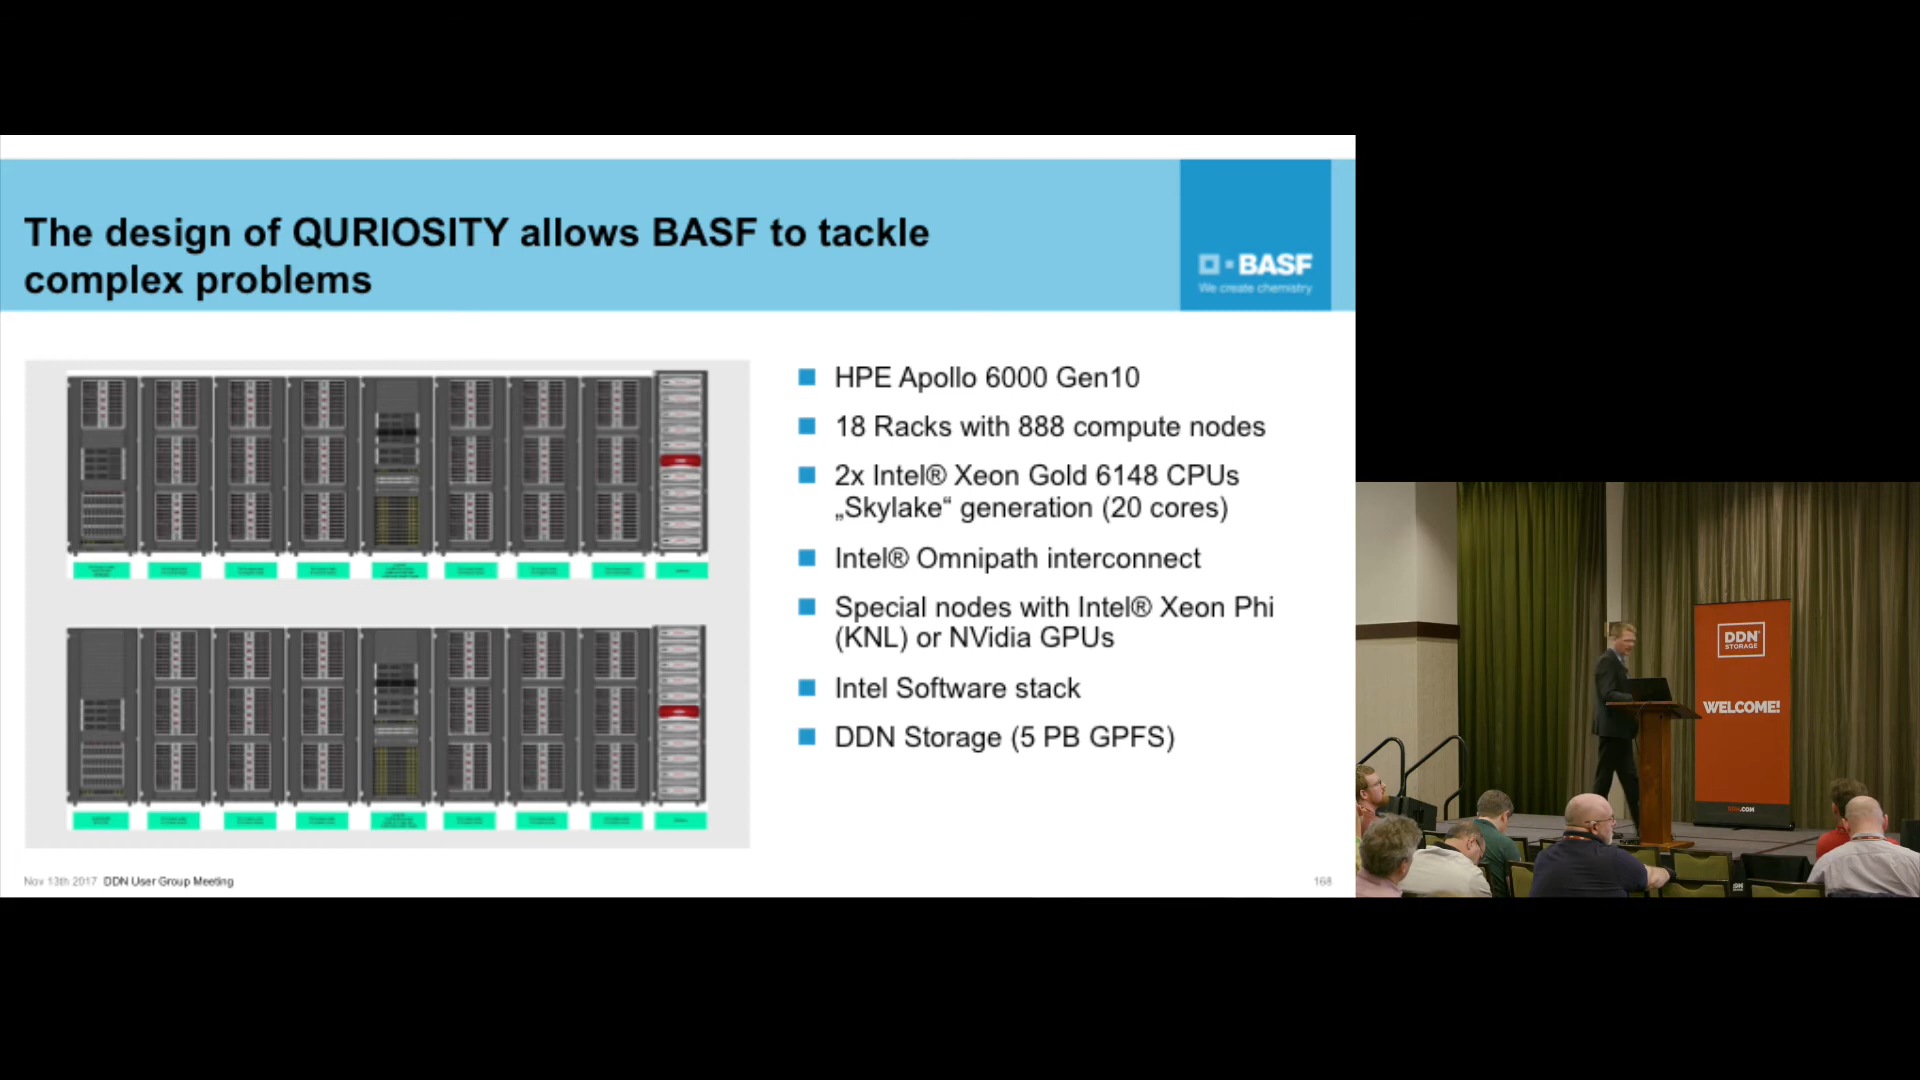 The design of QURIOSITY allows BASF to tackle
complex problems
BASF
We create chemistry
HPE Apollo 6000 Gen10
18 Racks with 888 compute nodes
2x Intel® Xeon Gold 6148 CPUs
„Skylake“ generation (20 cores)
Intel® Omnipath interconnect
Special nodes with Intel® Xeon Phi
(KNL) or NVidia GPUs
Intel Software stack
DDN Storage (5 PB GPFS)
Nov 13th 2017 DDN User Group Meeting
168
DDN
STORAGE
WELCOME!
DDN.COM